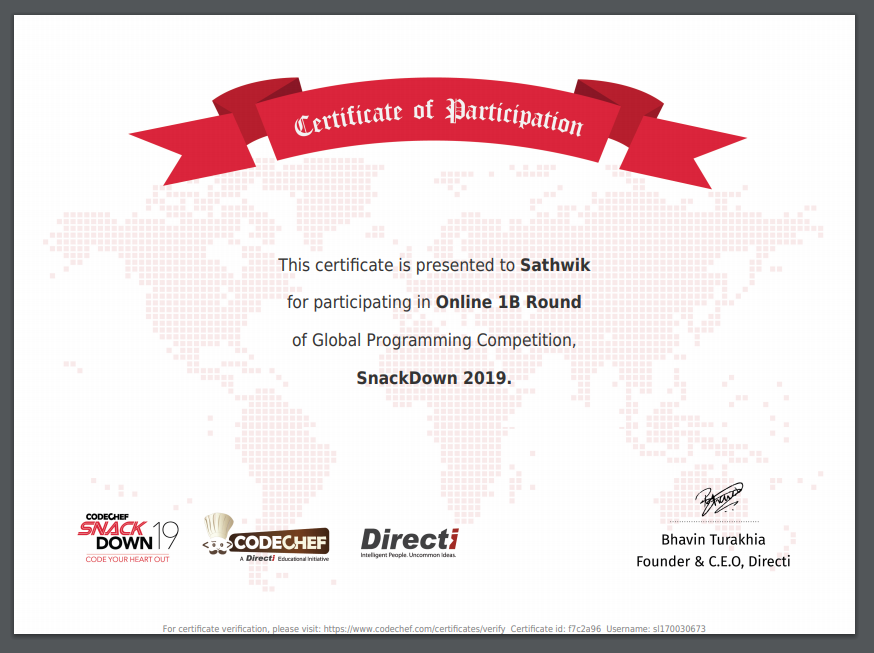 Certificate of Participation
This certificate is presented to Sathwik
for participating in Online 1B Round
of Global Programming Competition,
SnackDown 2019.
CODECHEF
SNACK
DOWN 19
CODE YOUR HEART OUT
CODECHEF
A Directi Educational Initiative
Directi
Intelligent People. Uncommon Ideas.
Bhavin Turakhia
Founder & C.E.O, Directi
For certificate verification, please visit: https://www.codechef.com/certificates/verify Certificate id: f7c2a96 Username: sl170030673